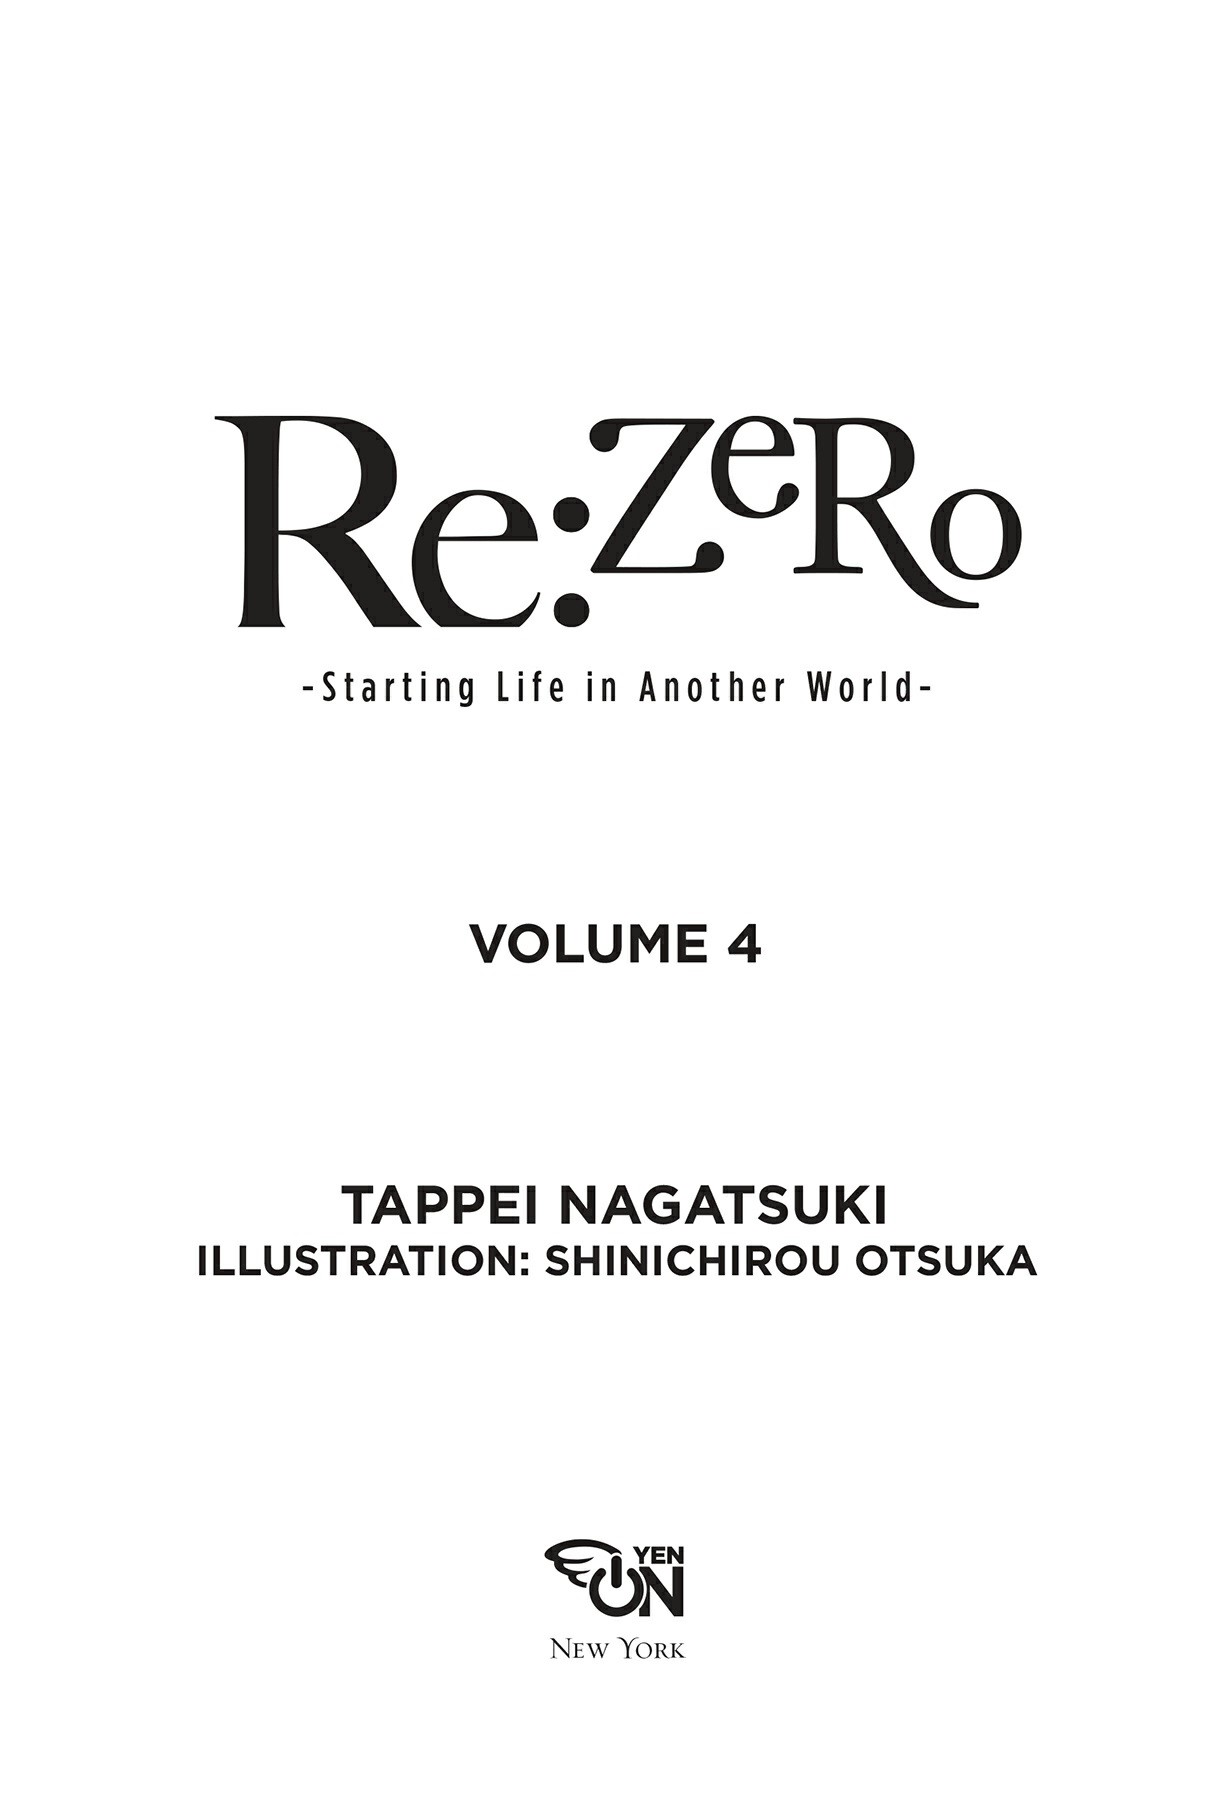 Re:ZeRo
-Starting Life in Another World-
VOLUME 4
TAPPEI NAGATSUKI
ILLUSTRATION: SHINICHIROU OTSUKA
YEN
ON
NEW YORK